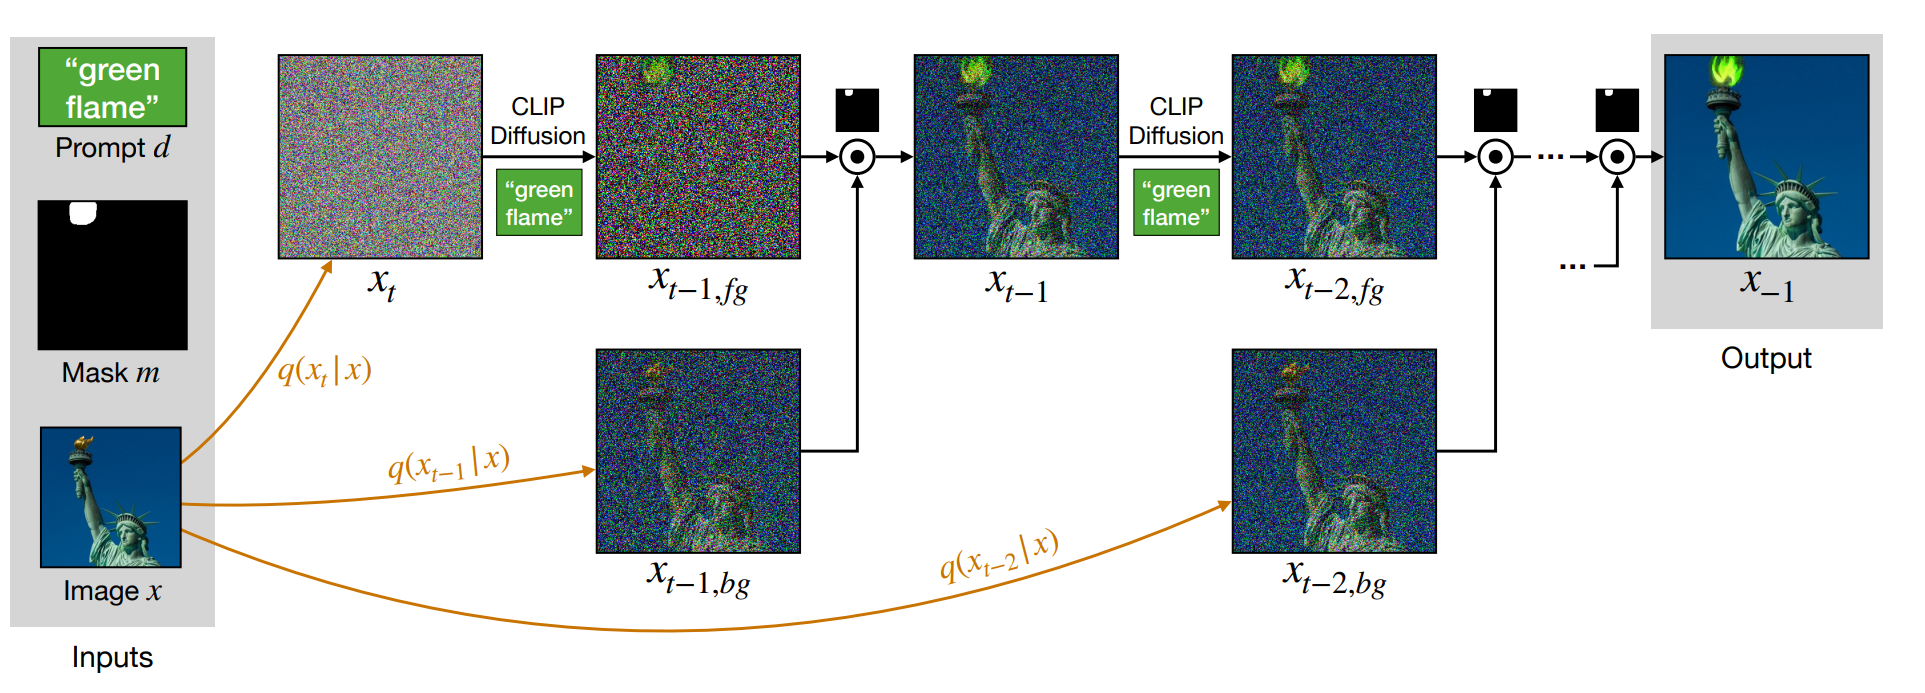 “green
flame”
Prompt d
Mask m
Image x
Inputs
q(x_t | x)
q(x_{t−1} | x)
q(x_{t−2} | x)
x_t
CLIP
Diffusion
“green
flame”
x_{t−1,fg}
x_{t−1,bg}
x_{t−1}
CLIP
Diffusion
“green
flame”
x_{t−2,fg}
x_{t−2,bg}
...
...
x_{−1}
Output